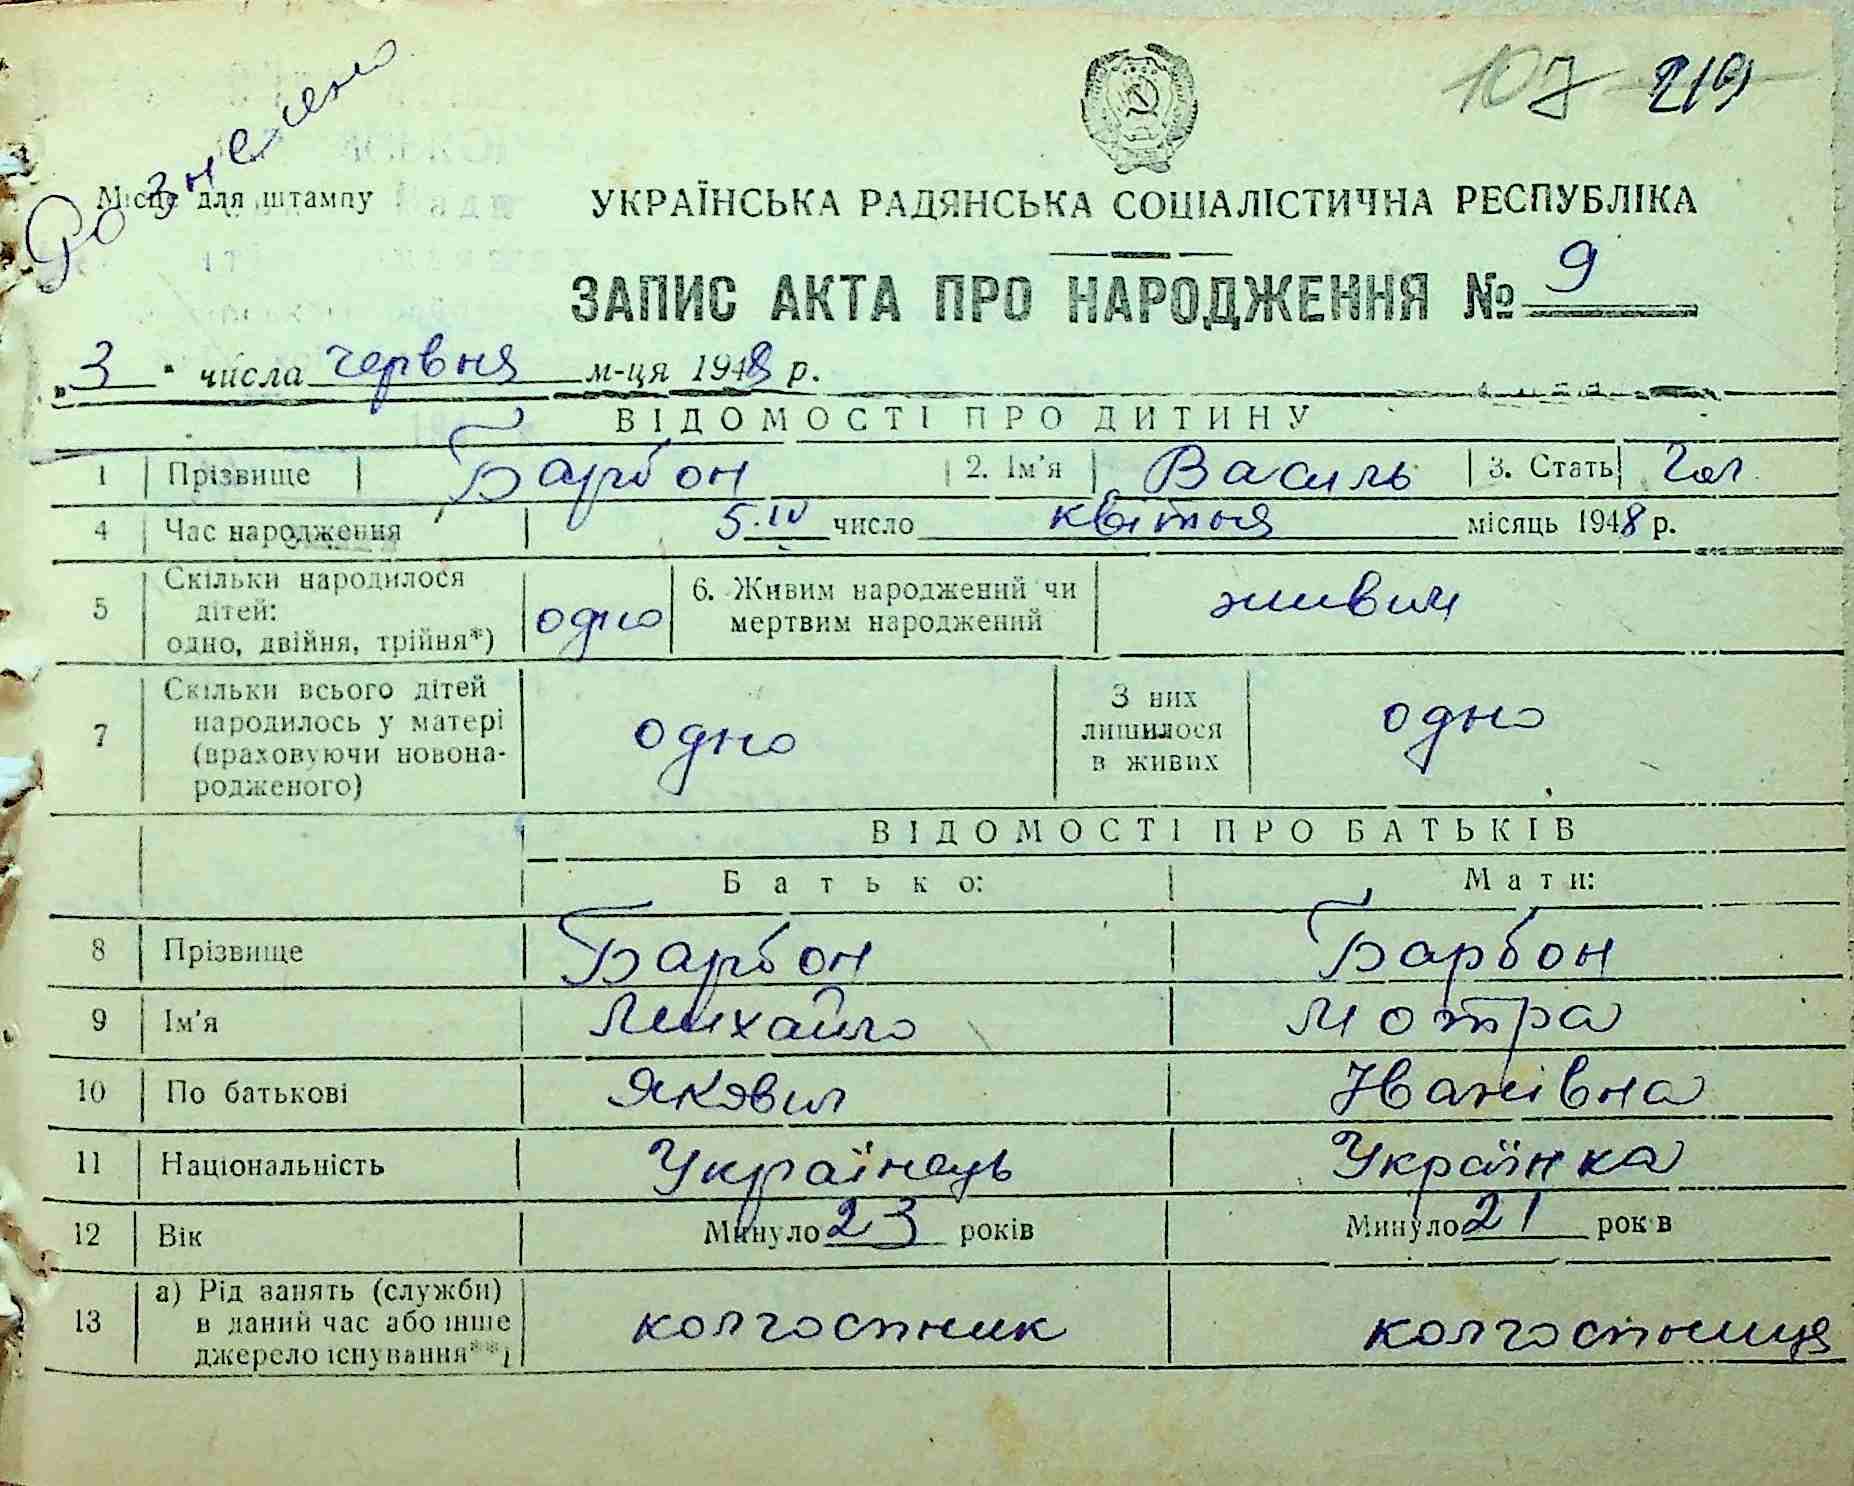 107 219
Рознесено
Місце для штампу
УКРАЇНСЬКА РАДЯНСЬКА СОЦІАЛІСТИЧНА РЕСПУБЛІКА
ЗАПИС АКТА ПРО НАРОДЖЕННЯ № 9
„3“ числа червня м-ця 1948 р.
ВІДОМОСТІ ПРО ДИТИНУ
1 Прізвище Барбон 2. Ім'я Василь 3. Стать Чол
4 Час народження 5.IV число квітня місяць 1948 р.
5 Скільки народилося
дітей:
одно, двійня, трійня*) одно 6. Живим народжений чи
мертвим народжений живим
7 Скільки всього дітей
народилось у матері
(враховуючи новона-
родженого) одно З них
лишилося
в живих одно
ВІДОМОСТІ ПРО БАТЬКІВ
Батько: Мати:
8 Прізвище Барбон Барбон
9 Ім'я Михайло Мотра
10 По батькові Іванівна
11 Національність Українець Українка
12 Вік Минуло 23 років Минуло 21 рок в
13 а) Рід занять (служби)
в даний час або інше
джерело існування**) колгоспник колгоспниця